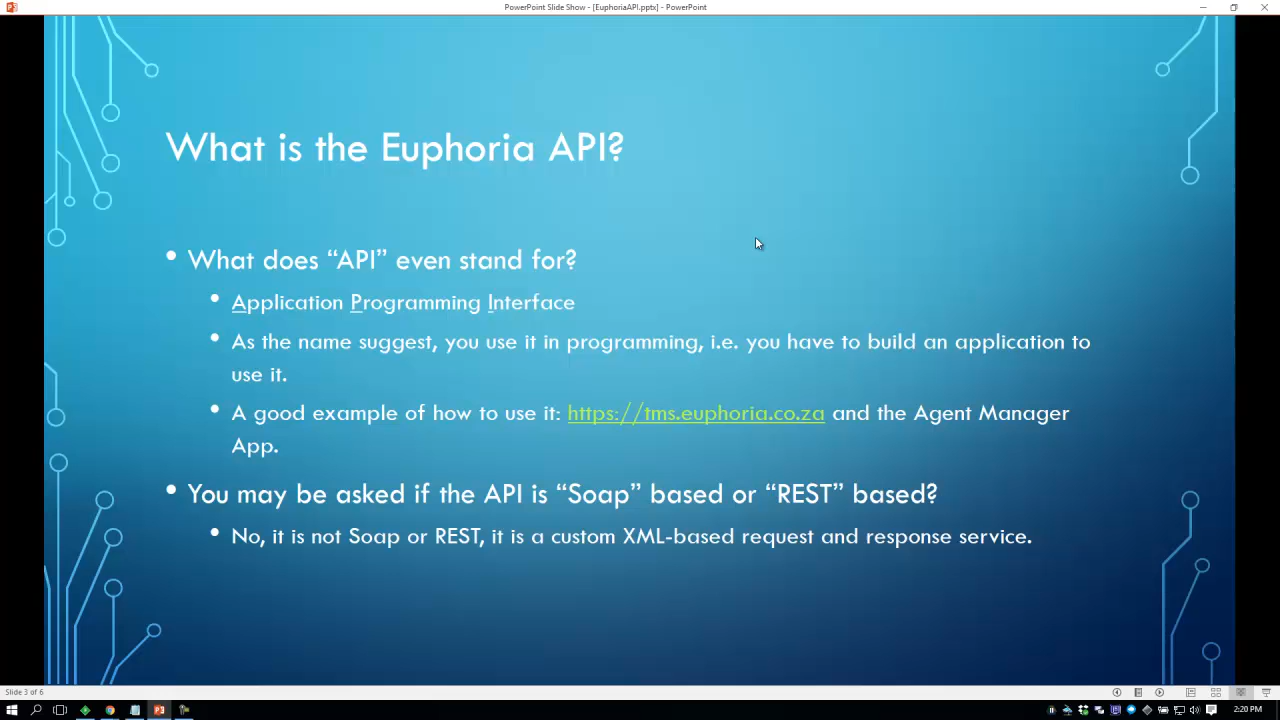 PowerPoint Slide Show - [EuphoriaAPI.pptx] - PowerPoint
What is the Euphoria API?
• What does “API” even stand for?
• Application Programming Interface
• As the name suggest, you use it in programming, i.e. you have to build an application to
use it.
• A good example of how to use it: https://tms.euphoria.co.za and the Agent Manager
App.
• You may be asked if the API is “Soap” based or “REST” based?
• No, it is not Soap or REST, it is a custom XML-based request and response service.
Slide 3 of 6
2:20 PM